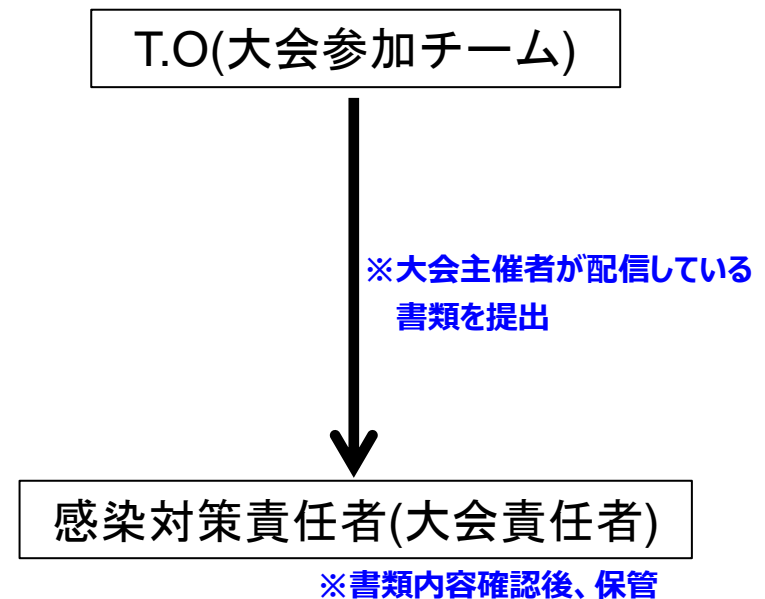 T.O(大会参加チーム)
※大会主催者が配信している
書類を提出
感染対策責任者(大会責任者)
※書類内容確認後、保管